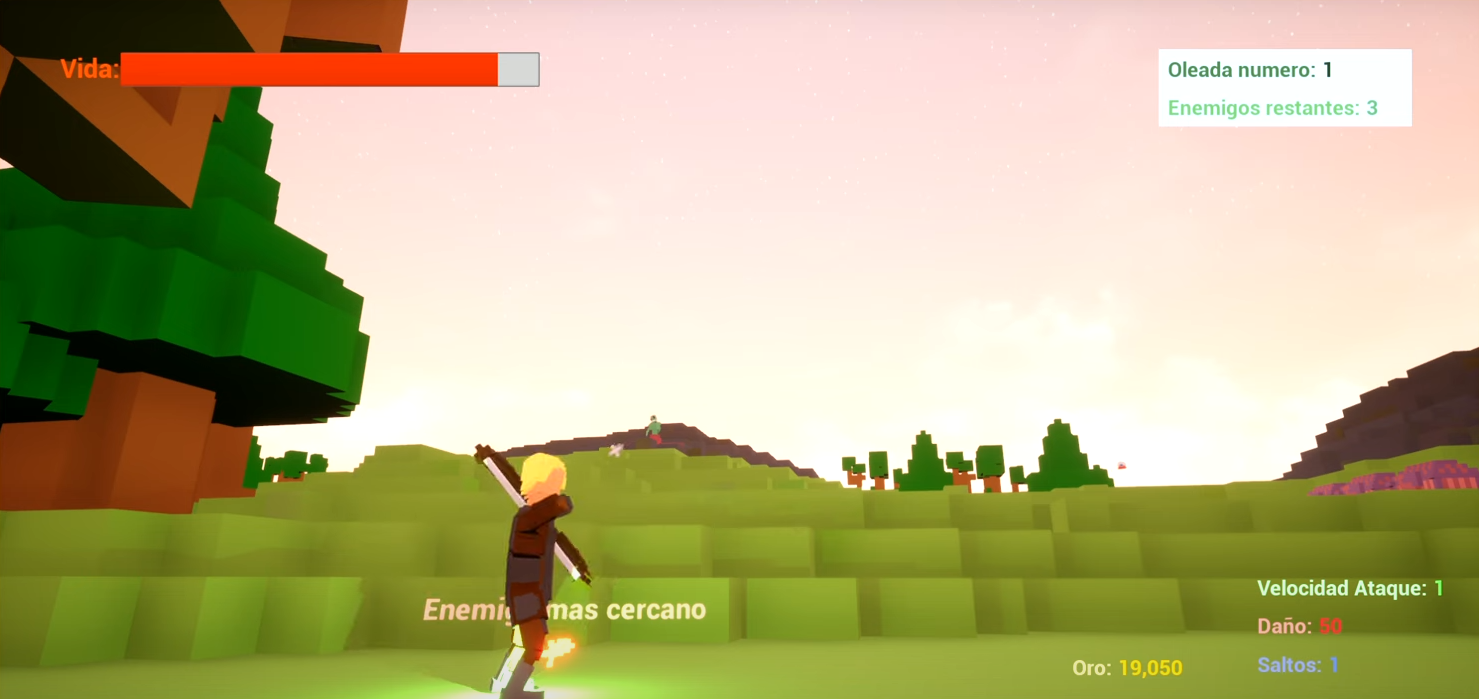 Vida:
Oleada numero: 1
Enemigos restantes: 3
mas cercano
Velocidad Ataque: 1
Daño: 50
Oro: 19,050
Saltos: 1